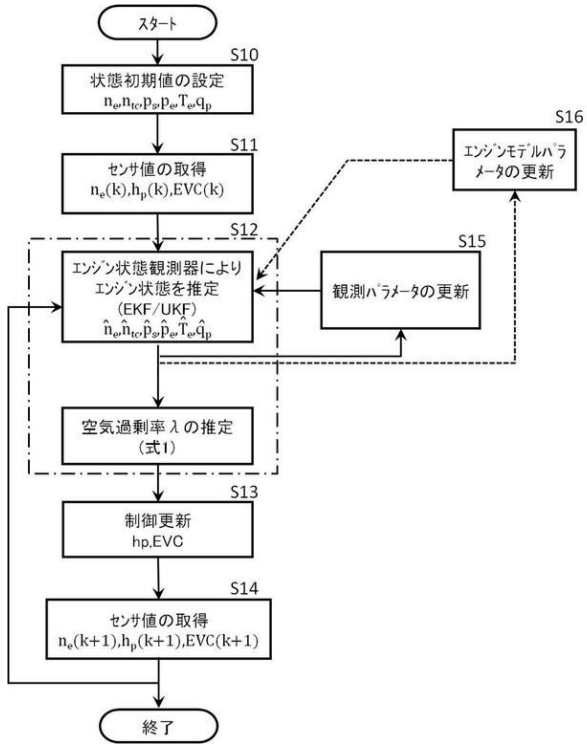 スタート
S10
状態初期値の設定
n_e,n_tc,p_s,p_e,T_e,q_p
S11
センサ値の取得
n_e(k),h_p(k),EVC(k)
S16
エンジンモデルパラ
メータの更新
S12
エンジン状態観測器により
エンジン状態を推定
(EKF/UKF)
n̂_e,n̂_tc,p̂_s,p̂_e,T̂_e,q̂_p
S15
観測パラメータの更新
空気過剰率λの推定
(式1)
S13
制御更新
hp,EVC
S14
センサ値の取得
n_e(k+1),h_p(k+1),EVC(k+1)
終了